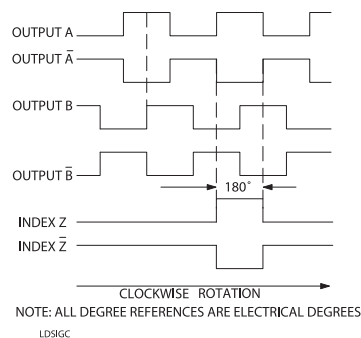 OUTPUT A
OUTPUT A̅
OUTPUT B
OUTPUT B̅
180°
INDEX Z
INDEX Z̅
CLOCKWISE ROTATION
NOTE: ALL DEGREE REFERENCES ARE ELECTRICAL DEGREES
LDSIGC